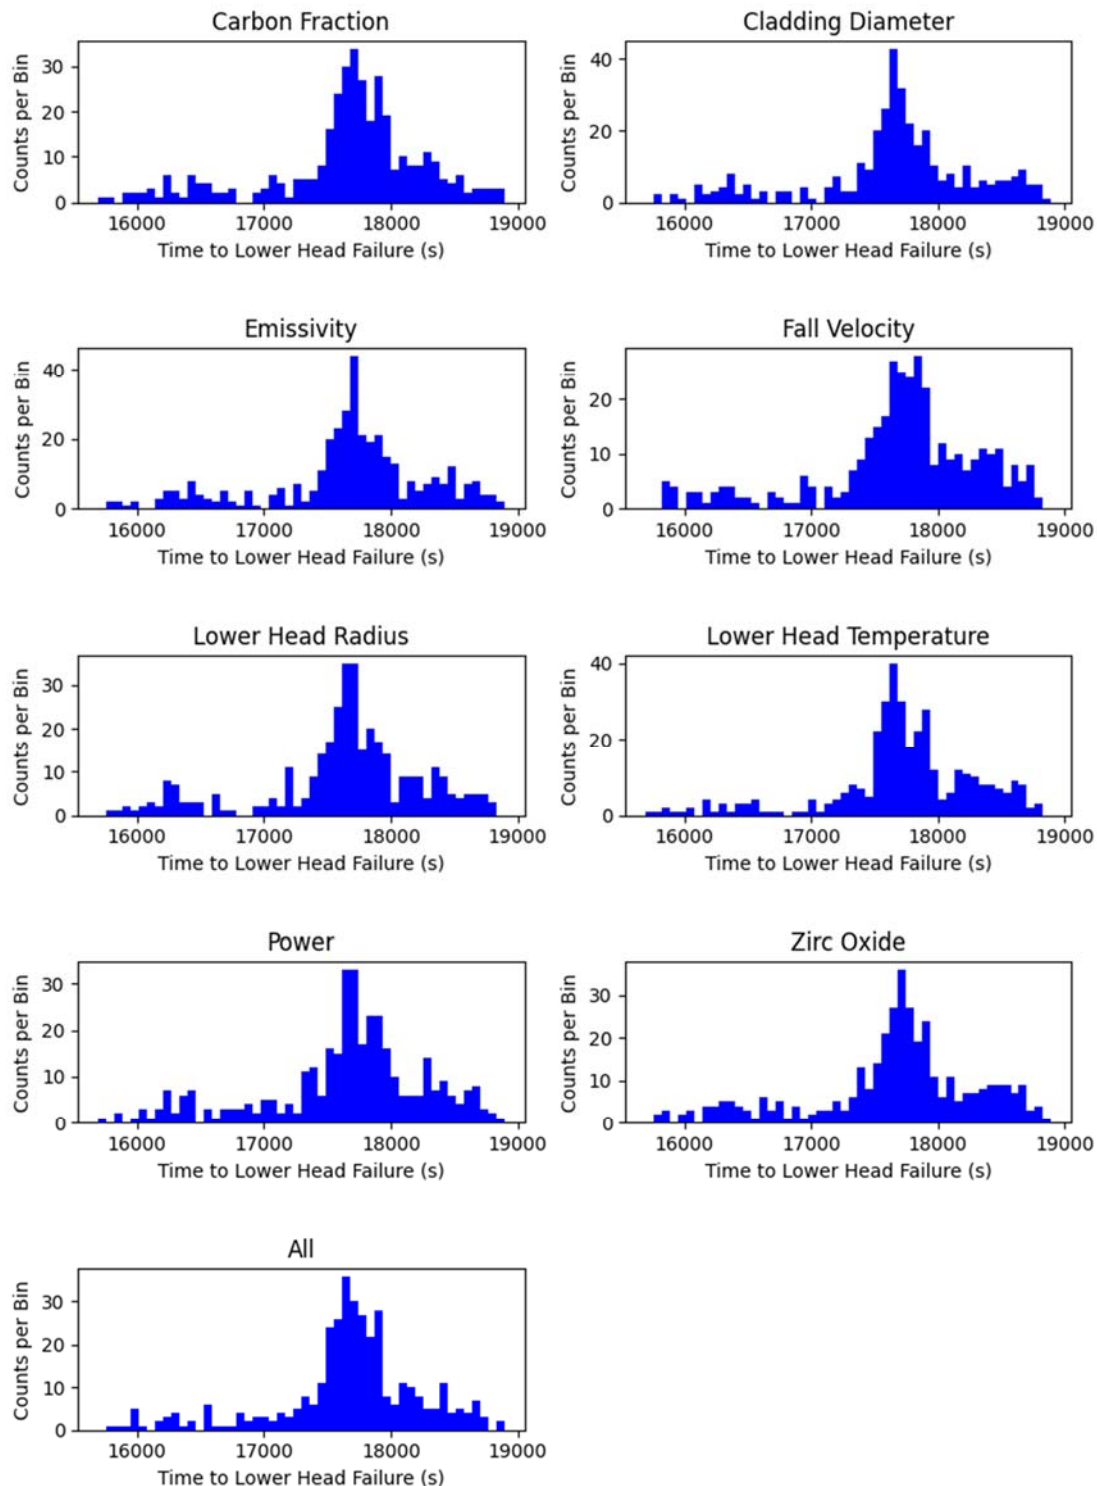 Carbon Fraction
Counts per Bin
30
20
10
0
16000 17000 18000 19000
Time to Lower Head Failure (s)
Cladding Diameter
Counts per Bin
40
20
0
16000 17000 18000 19000
Time to Lower Head Failure (s)
Emissivity
Counts per Bin
40
20
0
16000 17000 18000 19000
Time to Lower Head Failure (s)
Fall Velocity
Counts per Bin
20
10
0
16000 17000 18000 19000
Time to Lower Head Failure (s)
Lower Head Radius
Counts per Bin
30
20
10
0
16000 17000 18000 19000
Time to Lower Head Failure (s)
Lower Head Temperature
Counts per Bin
40
20
0
16000 17000 18000 19000
Time to Lower Head Failure (s)
Power
Counts per Bin
30
20
10
0
16000 17000 18000 19000
Time to Lower Head Failure (s)
Zirc Oxide
Counts per Bin
30
20
10
0
16000 17000 18000 19000
Time to Lower Head Failure (s)
All
Counts per Bin
30
20
10
0
16000 17000 18000 19000
Time to Lower Head Failure (s)